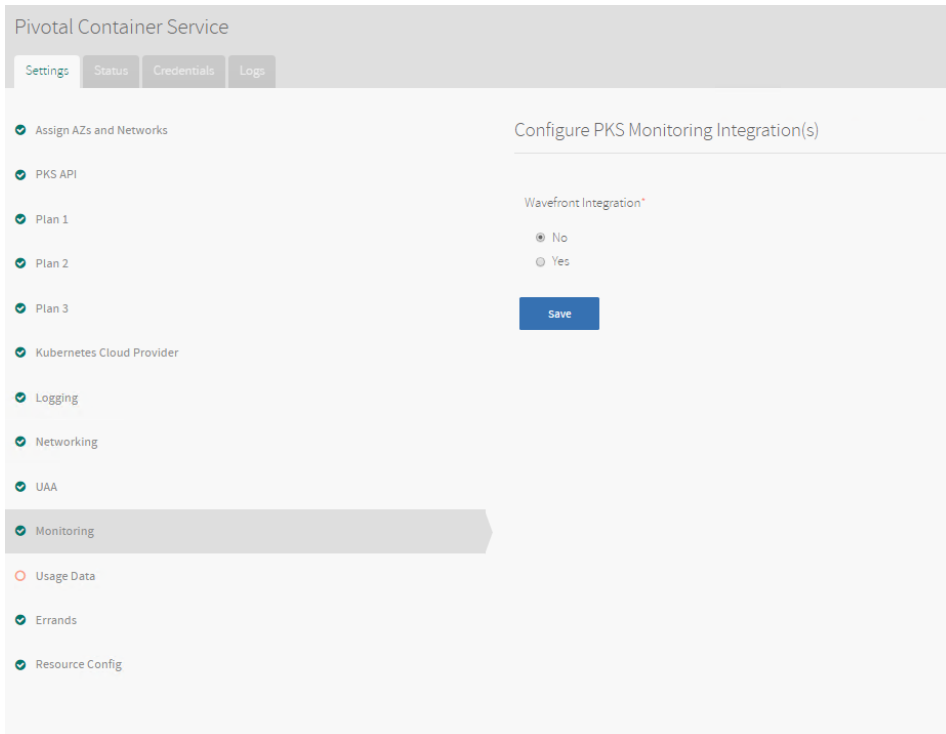 Pivotal Container Service
Settings Status Credentials Logs
Assign AZs and Networks
PKS API
Plan 1
Plan 2
Plan 3
Kubernetes Cloud Provider
Logging
Networking
UAA
Monitoring
Usage Data
Errands
Resource Config
Configure PKS Monitoring Integration(s)
Wavefront Integration*
No
Yes
Save